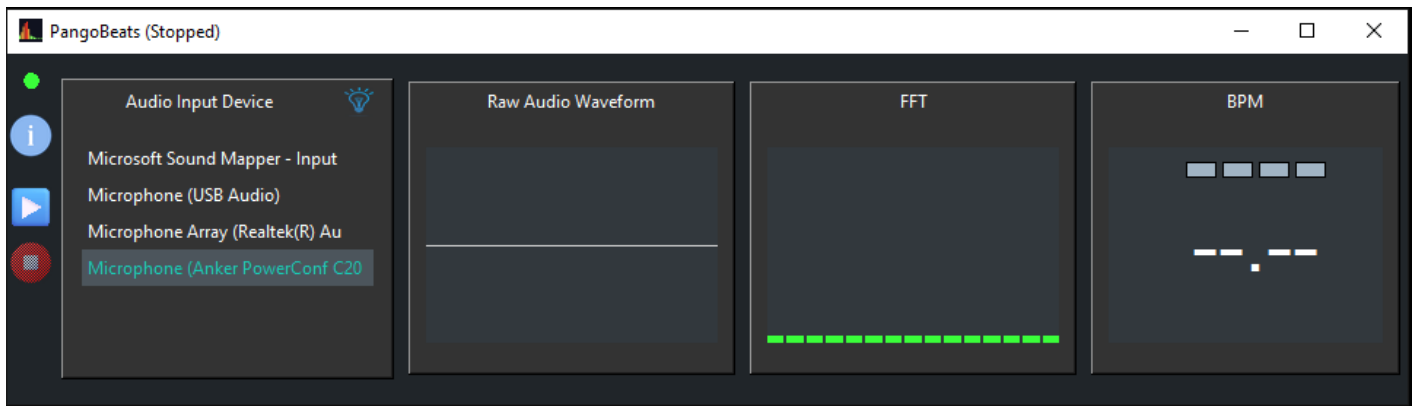 PangoBeats (Stopped)
Audio Input Device
Microsoft Sound Mapper - Input
Microphone (USB Audio)
Microphone Array (Realtek(R) Au
Microphone (Anker PowerConf C20
Raw Audio Waveform
FFT
BPM
--.--